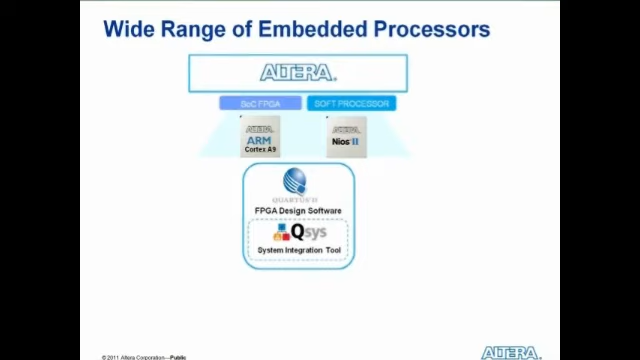 Wide Range of Embedded Processors
ALTERA
SoC FPGA
SOFT PROCESSOR
ALTERA
ARM
Cortex A9
ALTERA
Nios II
QUARTUS II
FPGA Design Software
Qsys
System Integration Tool
© 2011 Altera Corporation—Public
ALTERA